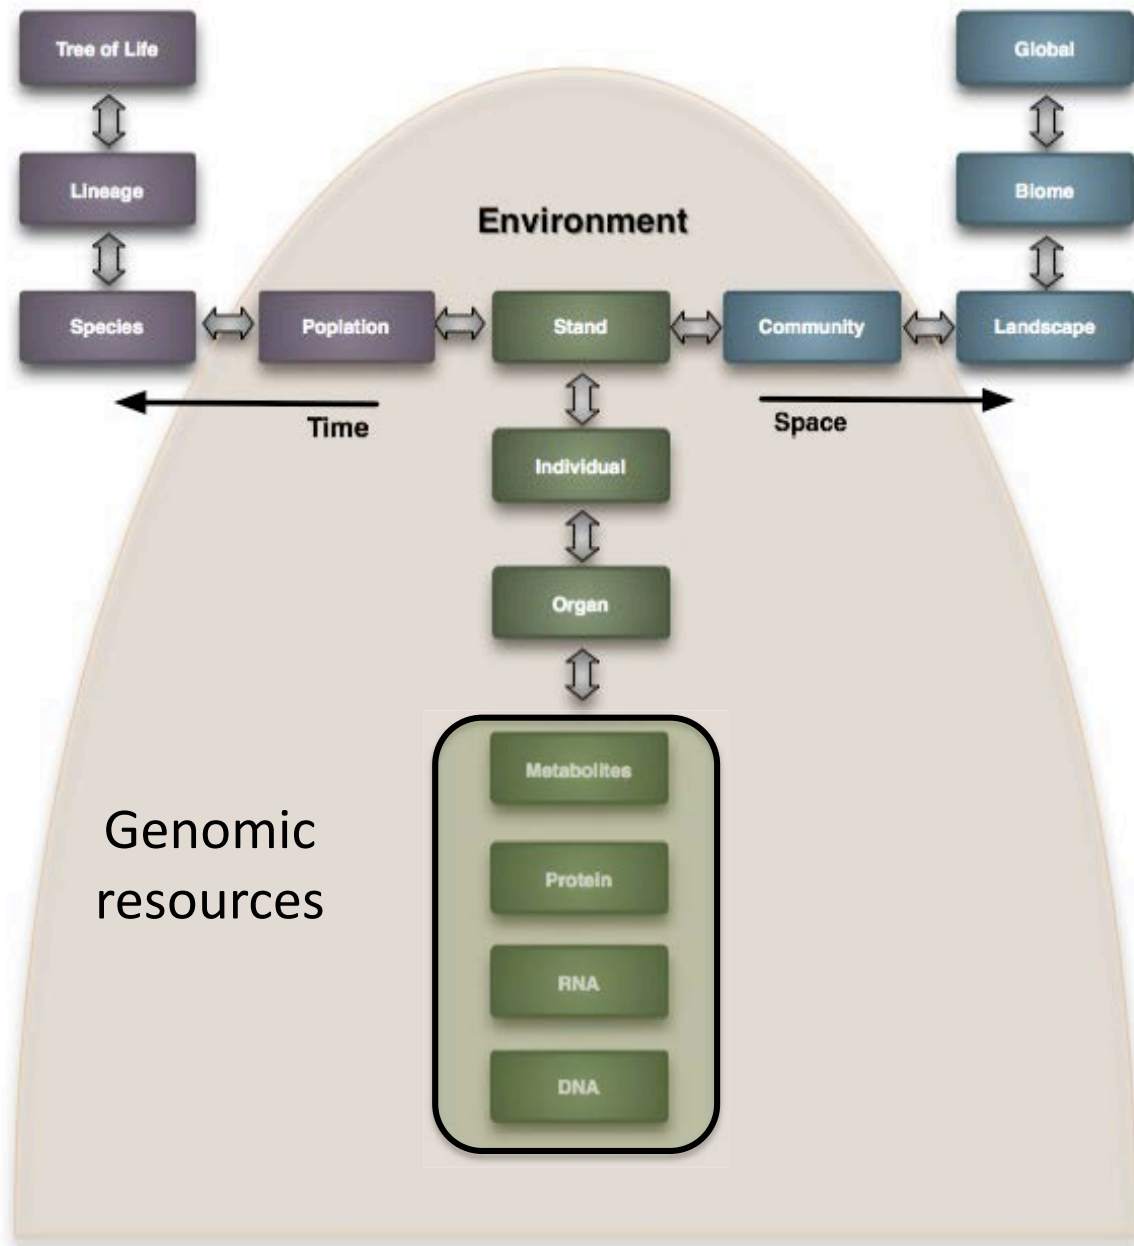 Tree of Life
Global
Lineage
Biome
Environment
Species
Poplation
Stand
Community
Landscape
Time
Space
Individual
Organ
Metabolites
Genomic
resources
Protein
RNA
DNA